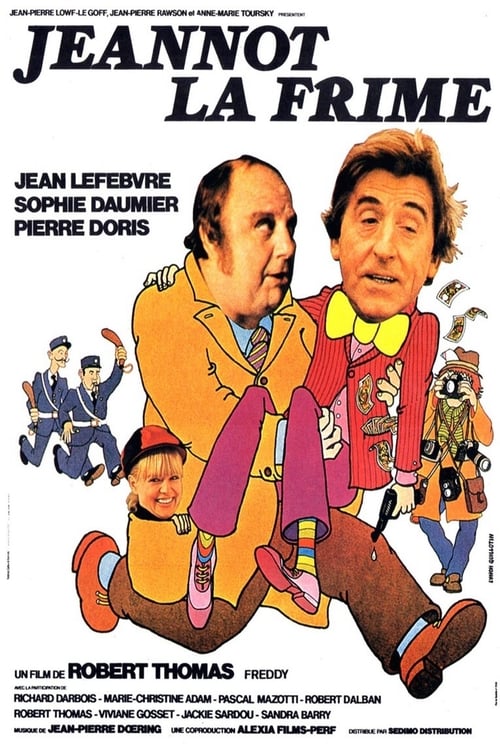 JEAN-PIERRE LOWF-LE GOFF, JEAN-PIERRE RAWSON et ANNE-MARIE TOURSKY PRESENTENT
JEANNOT
LA FRIME
JEAN LEFEBVRE
SOPHIE DAUMIER
PIERRE DORIS
UN FILM DE ROBERT THOMAS FREDDY
AVEC LA PARTICIPATION DE
RICHARD DARBOIS - MARIE-CHRISTINE ADAM - PASCAL MAZOTTI - ROBERT DALBAN
ROBERT THOMAS - VIVIANE GOSSET - JACKIE SARDOU - SANDRA BARRY
MUSIQUE DE JEAN-PIERRE DŒRING UNE COPRODUCTION ALEXIA FILMS-PERF DISTRIBUE PAR SEDIMO DISTRIBUTION